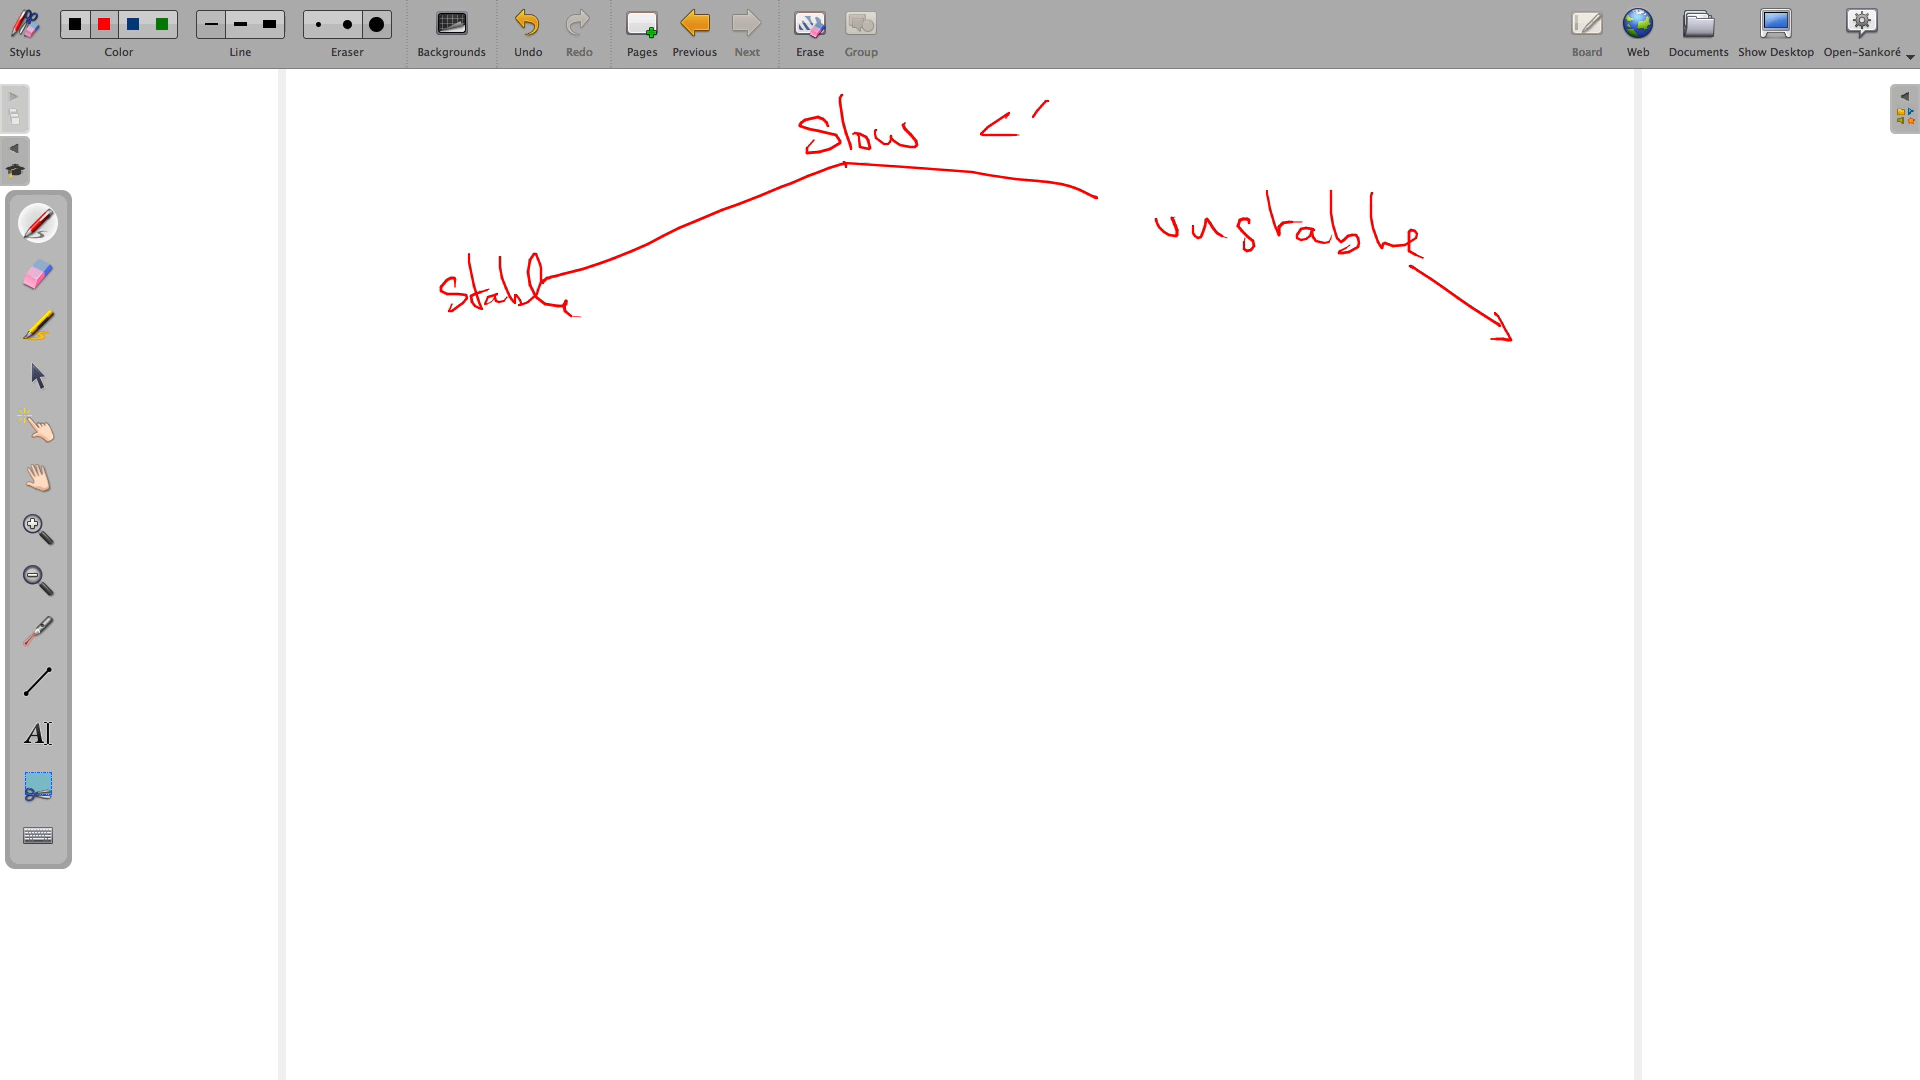 Stylus Color Line Eraser Backgrounds Undo Redo Pages Previous Next Erase Group Board Web Documents Show Desktop Open-Sankoré
Slow <
unstable
stable
AI